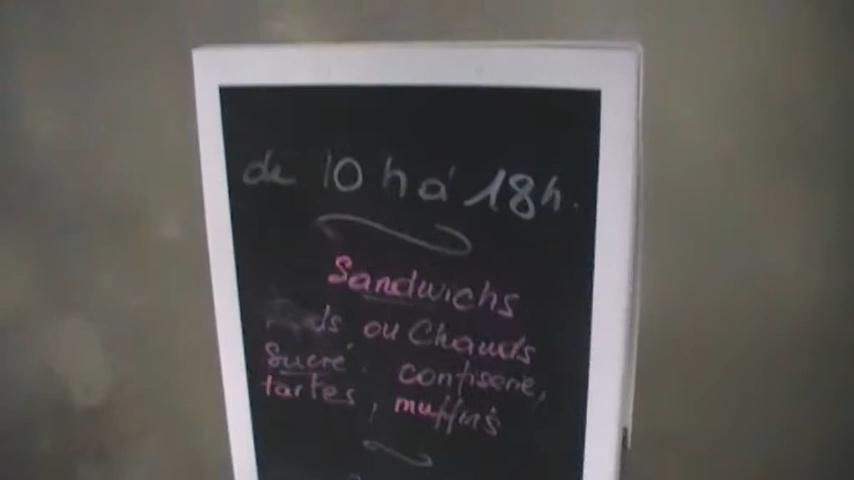 de 10 h à 18h.
Sandwichs
ou Chauds
Sucré : confiserie,
tartes, muffins